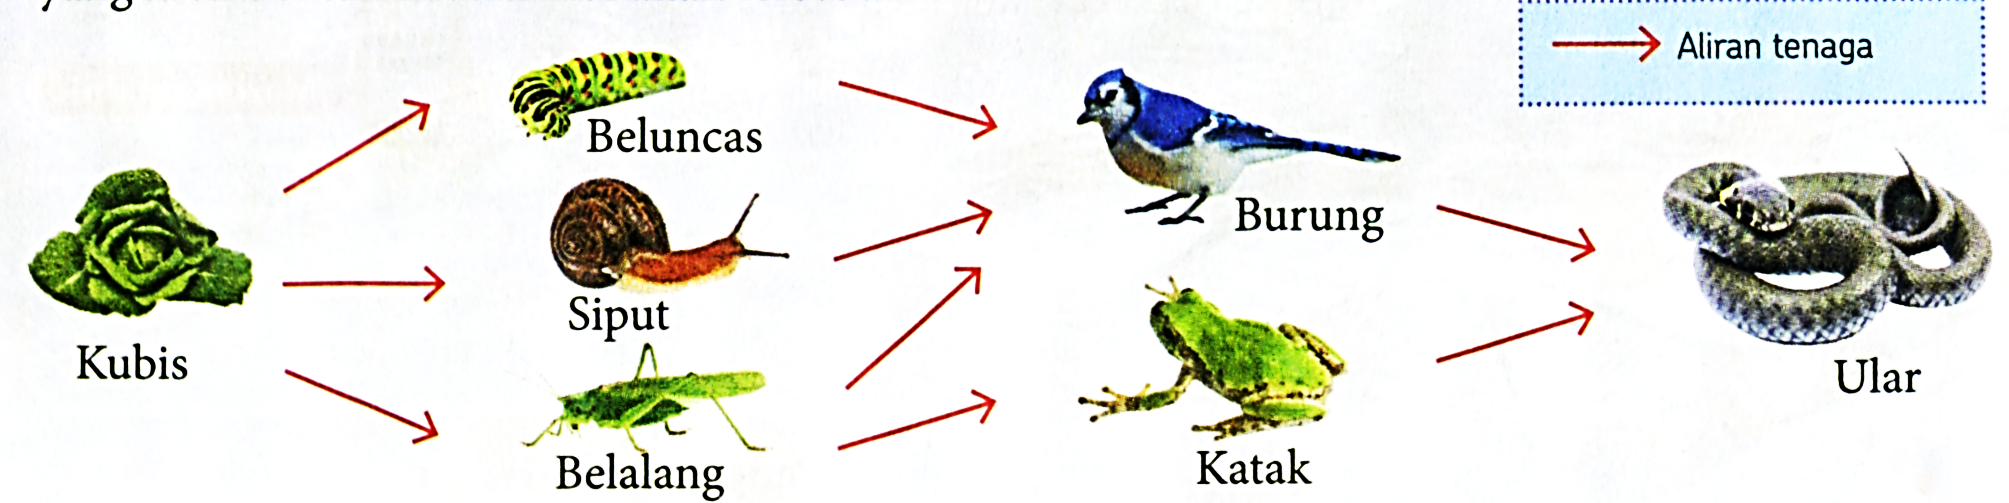 Aliran tenaga
Beluncas
Burung
Siput
Kubis
Ular
Belalang
Katak